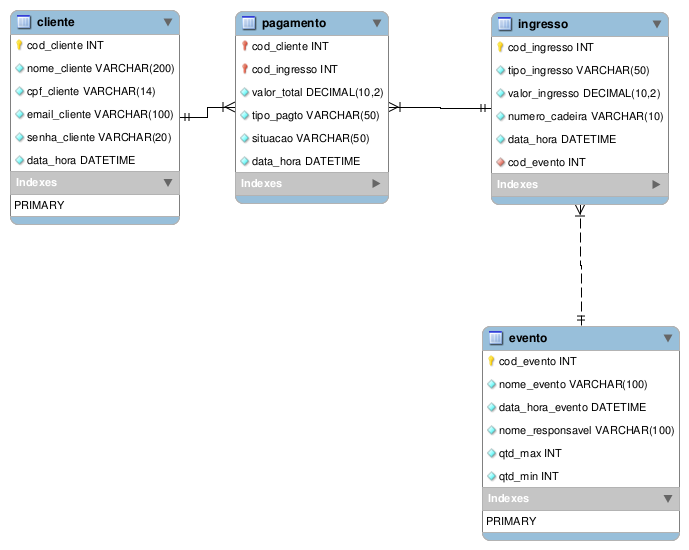 cliente
cod_cliente INT
nome_cliente VARCHAR(200)
cpf_cliente VARCHAR(14)
email_cliente VARCHAR(100)
senha_cliente VARCHAR(20)
data_hora DATETIME
Indexes
PRIMARY
pagamento
cod_cliente INT
cod_ingresso INT
valor_total DECIMAL(10,2)
tipo_pagto VARCHAR(50)
situacao VARCHAR(50)
data_hora DATETIME
Indexes
ingresso
cod_ingresso INT
tipo_ingresso VARCHAR(50)
valor_ingresso DECIMAL(10,2)
numero_cadeira VARCHAR(10)
data_hora DATETIME
cod_evento INT
Indexes
evento
cod_evento INT
nome_evento VARCHAR(100)
data_hora_evento DATETIME
nome_responsavel VARCHAR(100)
qtd_max INT
qtd_min INT
Indexes
PRIMARY